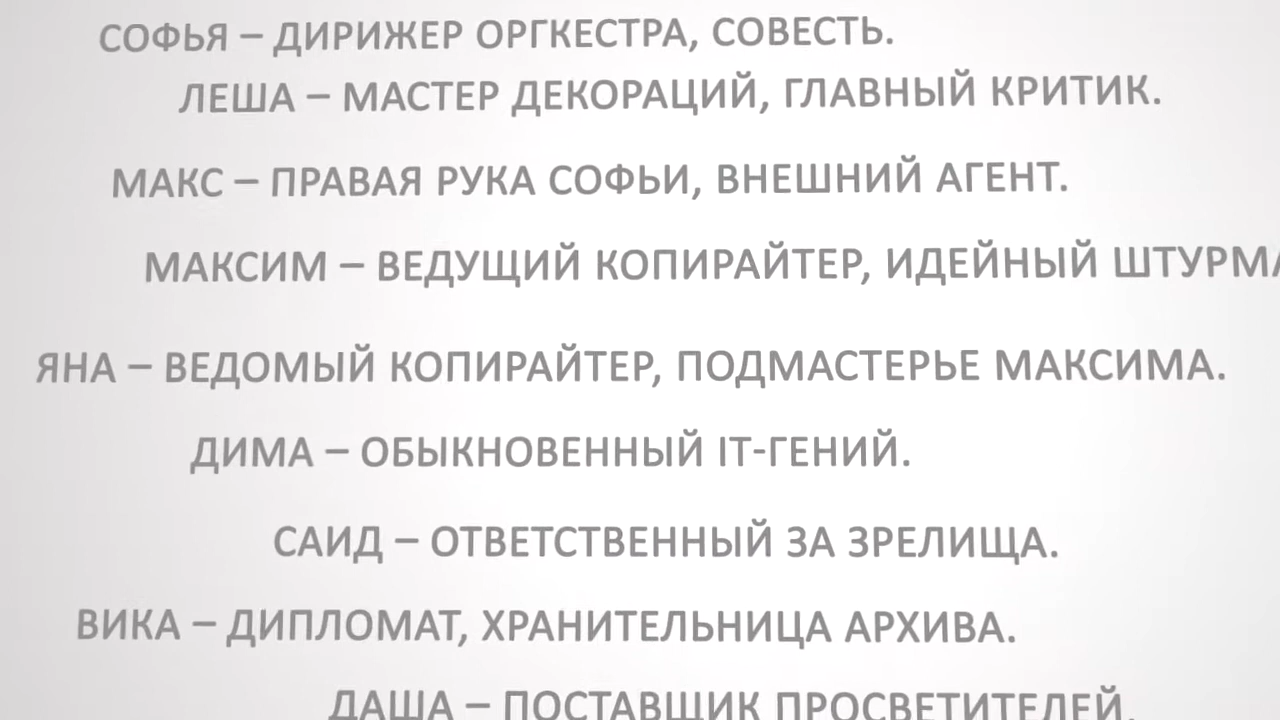 СОФЬЯ – ДИРИЖЕР ОРГКЕСТРА, СОВЕСТЬ.
ЛЕША – МАСТЕР ДЕКОРАЦИЙ, ГЛАВНЫЙ КРИТИК.
МАКС – ПРАВАЯ РУКА СОФЬИ, ВНЕШНИЙ АГЕНТ.
МАКСИМ – ВЕДУЩИЙ КОПИРАЙТЕР, ИДЕЙНЫЙ
ЯНА – ВЕДОМЫЙ КОПИРАЙТЕР, ПОДМАСТЕРЬЕ МАКСИМА.
ДИМА – ОБЫКНОВЕННЫЙ IT-ГЕНИЙ.
САИД – ОТВЕТСТВЕННЫЙ ЗА ЗРЕЛИЩА.
ВИКА – ДИПЛОМАТ, ХРАНИТЕЛЬНИЦА АРХИВА.
ДАША – ПОСТАВЩИК ПРОСВЕТИТЕЛЕЙ.